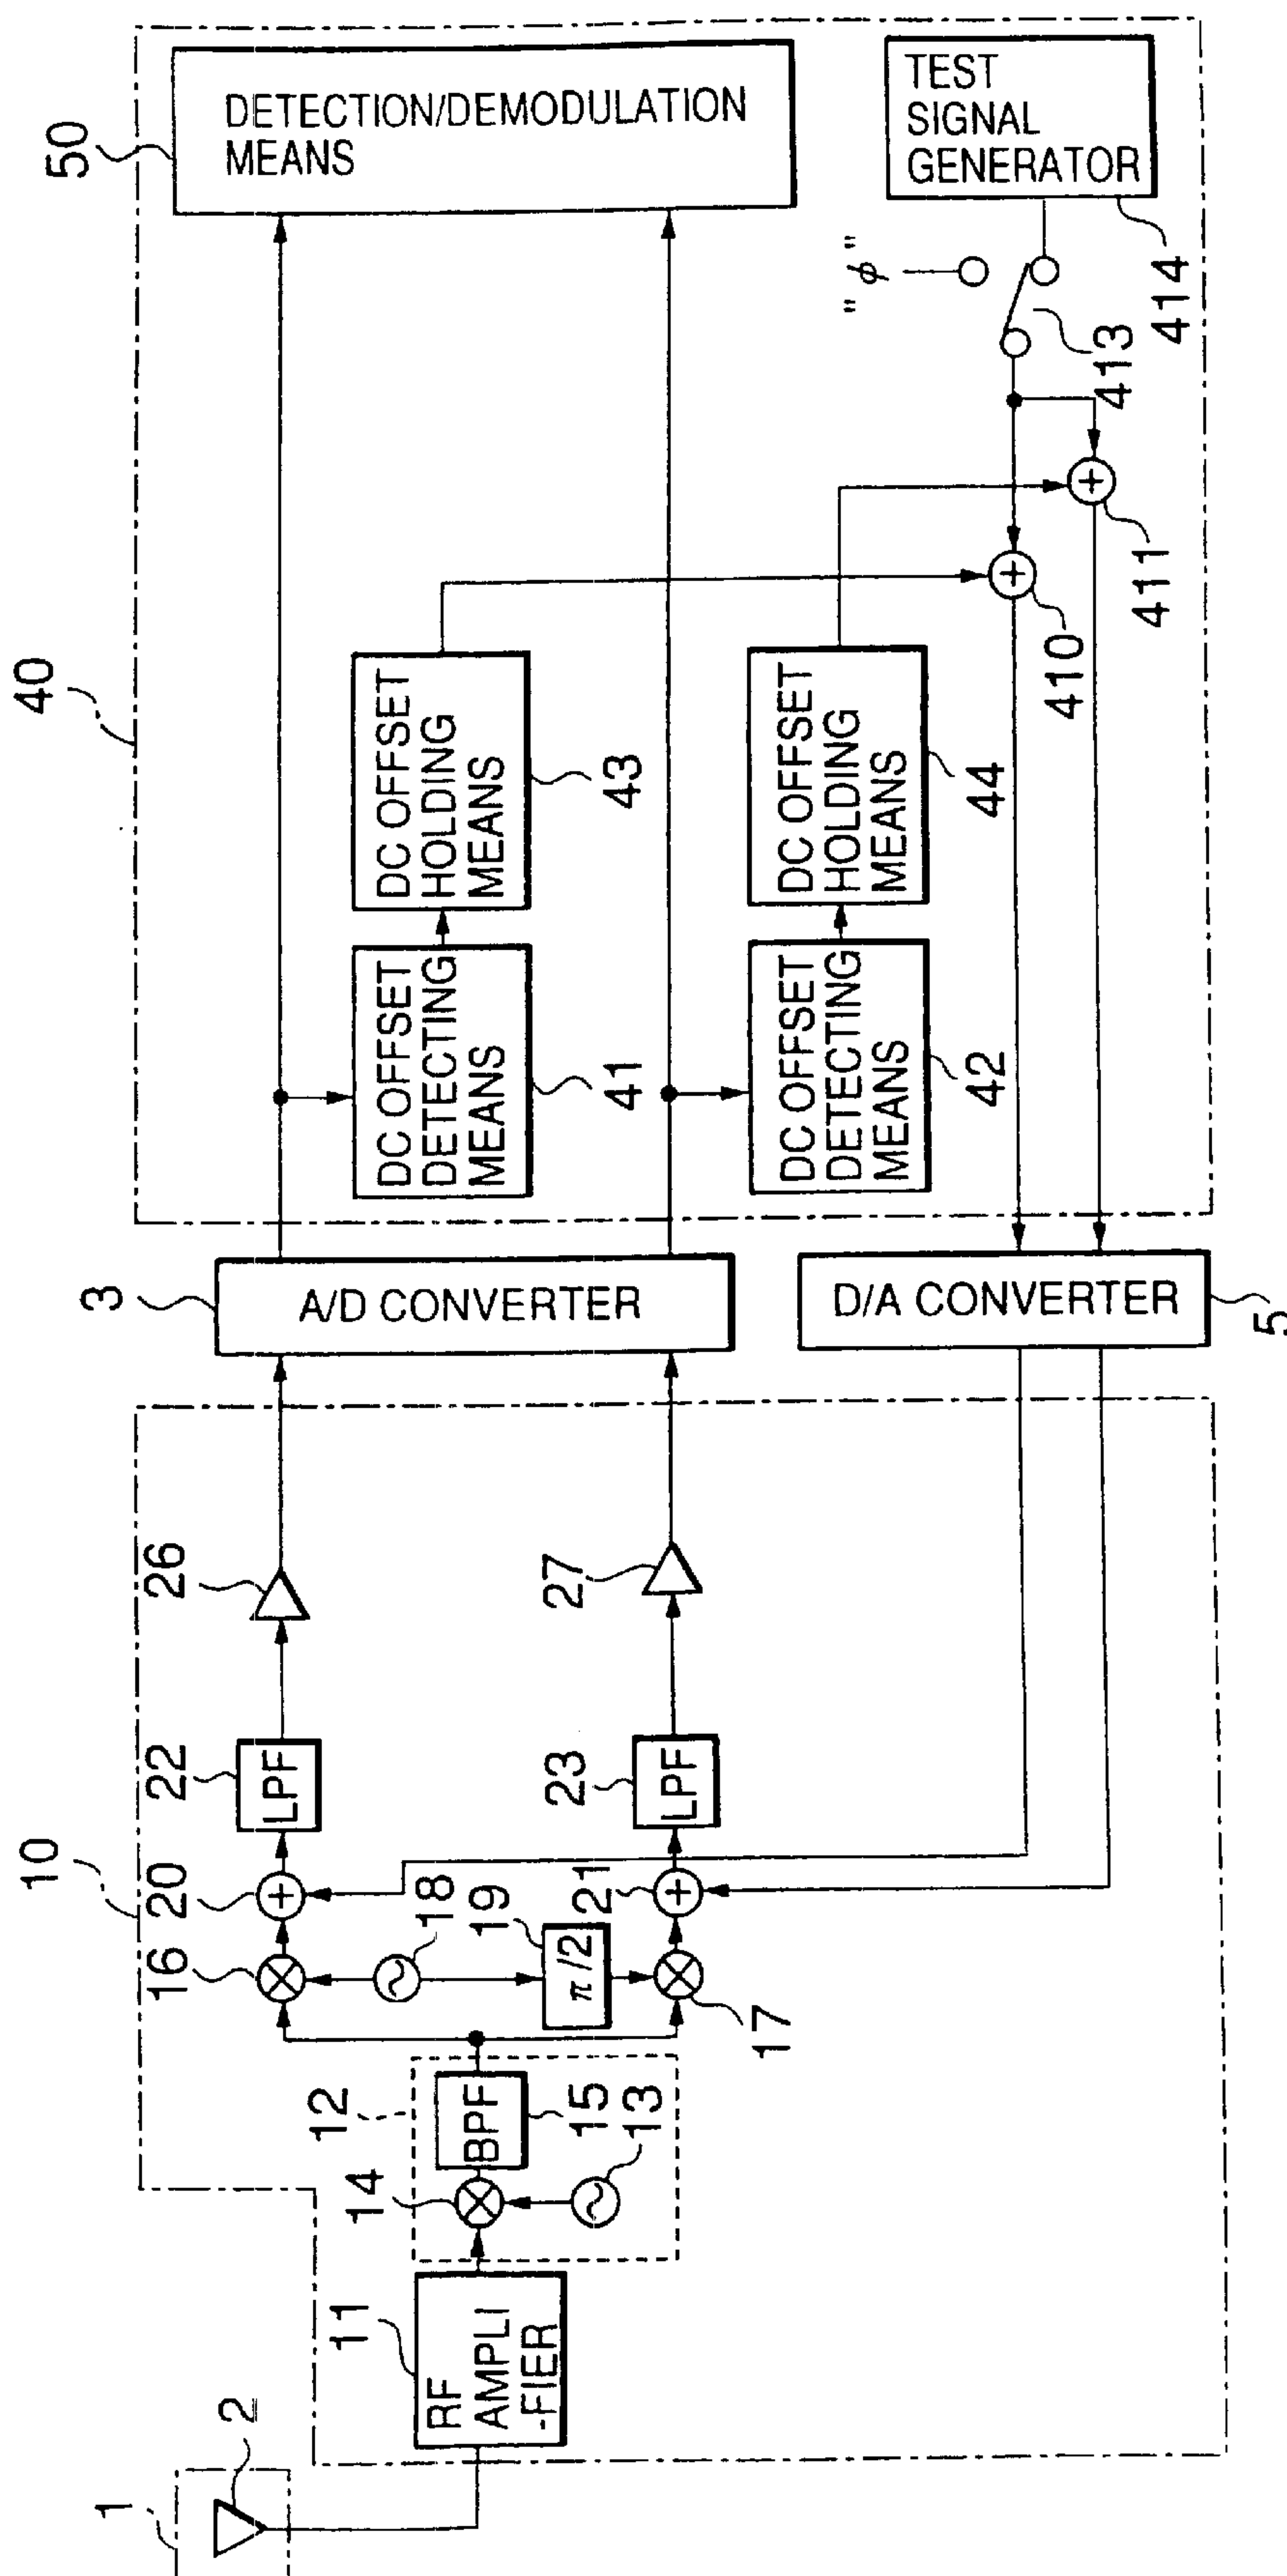 1
2
11
RF
AMPLI
-FIER
12
14
BPF
15
13
10
16
20
22
LPF
26
18
19
π/2
17
21
23
LPF
27
3
A/D CONVERTER
D/A CONVERTER
5
40
DC OFFSET
DETECTING
MEANS
41
DC OFFSET
HOLDING
MEANS
43
DC OFFSET
DETECTING
MEANS
42
DC OFFSET
HOLDING
MEANS
44
410
411
50
DETECTION/DEMODULATION
MEANS
"φ"
413
414
TEST
SIGNAL
GENERATOR